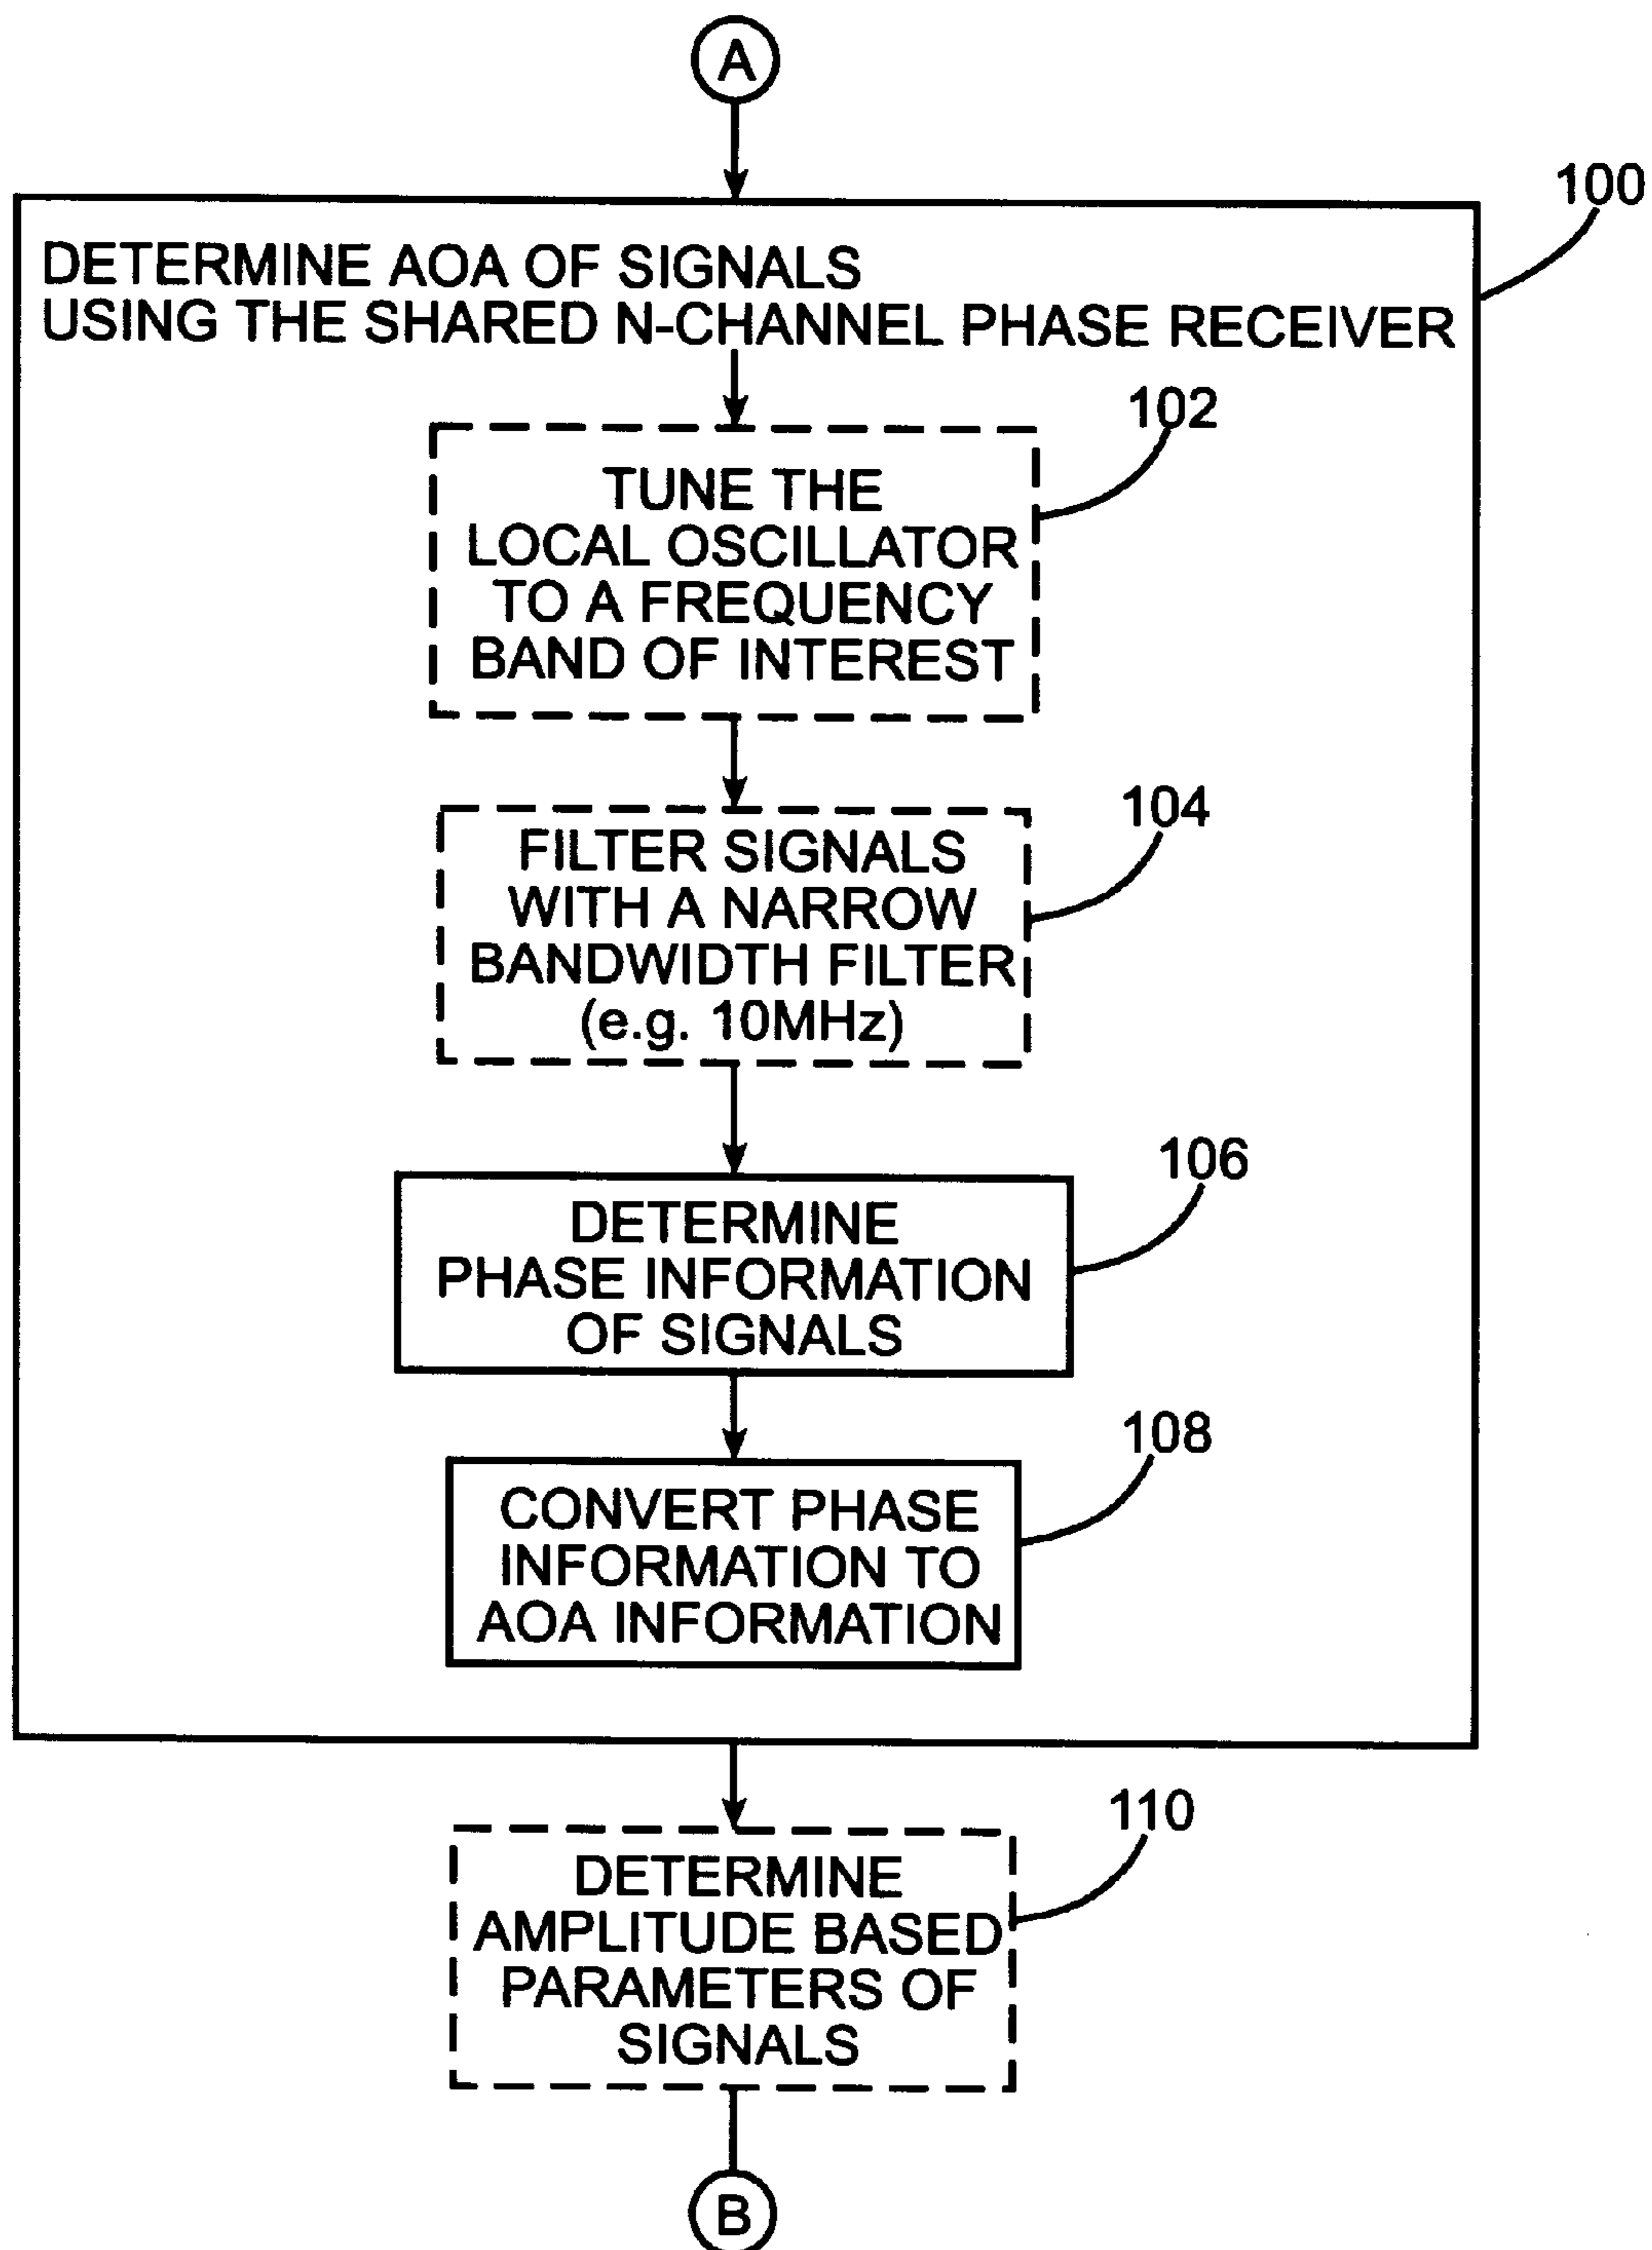 A
100
DETERMINE AOA OF SIGNALS
USING THE SHARED N-CHANNEL PHASE RECEIVER
102
TUNE THE
LOCAL OSCILLATOR
TO A FREQUENCY
BAND OF INTEREST
104
FILTER SIGNALS
WITH A NARROW
BANDWIDTH FILTER
(e.g. 10MHz)
106
DETERMINE
PHASE INFORMATION
OF SIGNALS
108
CONVERT PHASE
INFORMATION TO
AOA INFORMATION
110
DETERMINE
AMPLITUDE BASED
PARAMETERS OF
SIGNALS
B